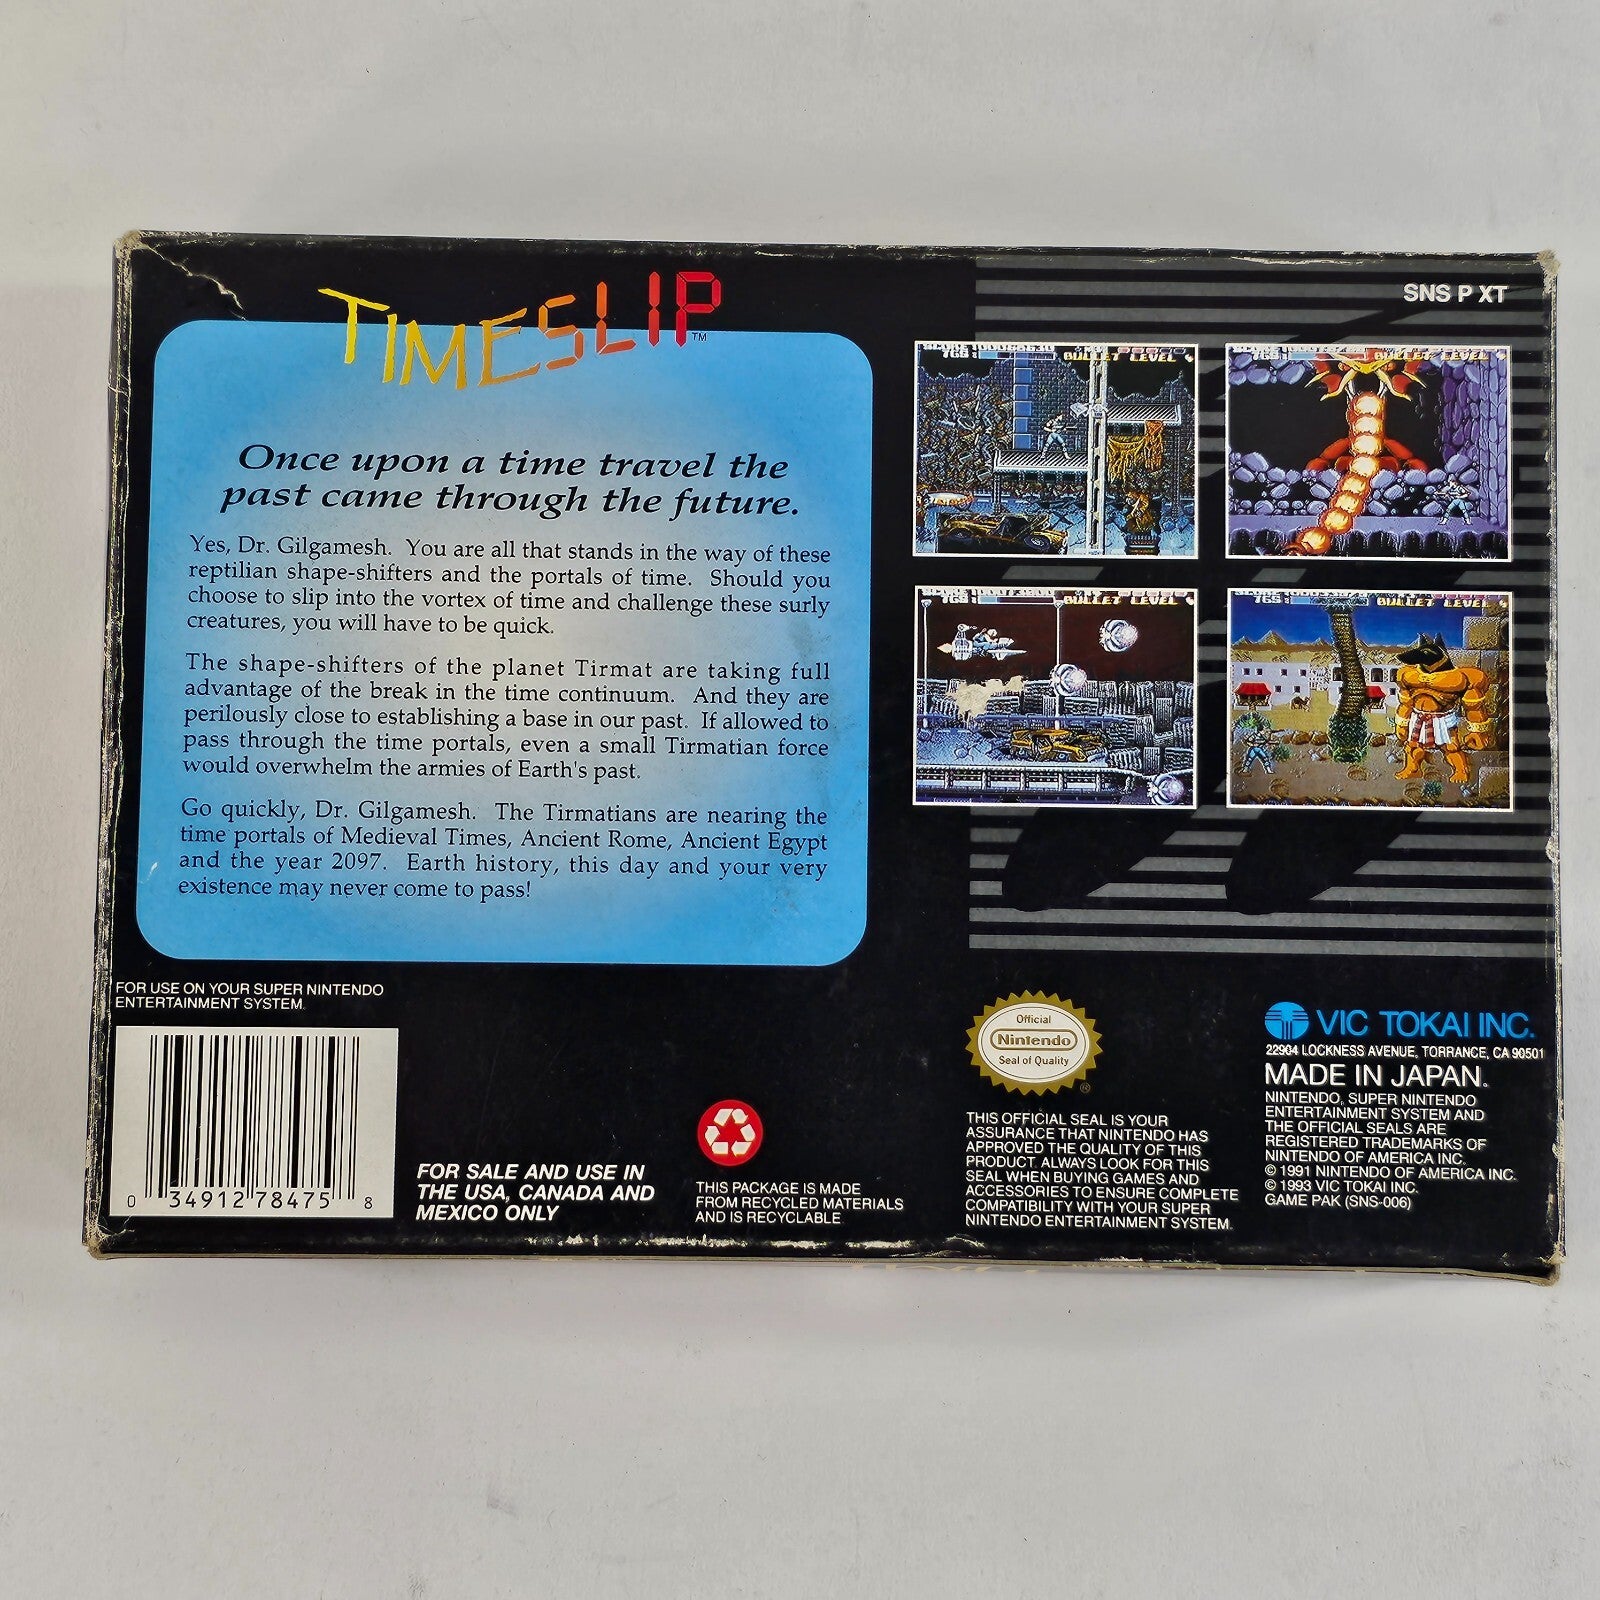 TIMESLIP™
SNS P XT
Once upon a time travel the
past came through the future.
Yes, Dr. Gilgamesh. You are all that stands in the way of these
reptilian shape-shifters and the portals of time. Should you
choose to slip into the vortex of time and challenge these surly
creatures, you will have to be quick.
The shape-shifters of the planet Tirmat are taking full
advantage of the break in the time continuum. And they are
perilously close to establishing a base in our past. If allowed to
pass through the time portals, even a small Tirmatian force
would overwhelm the armies of Earth's past.
Go quickly, Dr. Gilgamesh. The Tirmatians are nearing the
time portals of Medieval Times, Ancient Rome, Ancient Egypt
and the year 2097. Earth history, this day and your very
existence may never come to pass!
BULLET LEVEL
BULLET LEVEL
BULLET LEVEL
BULLET LEVEL
FOR USE ON YOUR SUPER NINTENDO
ENTERTAINMENT SYSTEM.
0 34912 78475 8
FOR SALE AND USE IN
THE USA, CANADA AND
MEXICO ONLY
THIS PACKAGE IS MADE
FROM RECYCLED MATERIALS
AND IS RECYCLABLE.
Official
Nintendo
Seal of Quality
®
THIS OFFICIAL SEAL IS YOUR
ASSURANCE THAT NINTENDO HAS
APPROVED THE QUALITY OF THIS
PRODUCT. ALWAYS LOOK FOR THIS
SEAL WHEN BUYING GAMES AND
ACCESSORIES TO ENSURE COMPLETE
COMPATIBILITY WITH YOUR SUPER
NINTENDO ENTERTAINMENT SYSTEM.
VIC TOKAI INC.
22904 LOCKNESS AVENUE, TORRANCE, CA 90501
MADE IN JAPAN.
NINTENDO, SUPER NINTENDO
ENTERTAINMENT SYSTEM AND
THE OFFICIAL SEALS ARE
REGISTERED TRADEMARKS OF
NINTENDO OF AMERICA INC.
© 1991 NINTENDO OF AMERICA INC.
© 1993 VIC TOKAI INC.
GAME PAK (SNS-006)